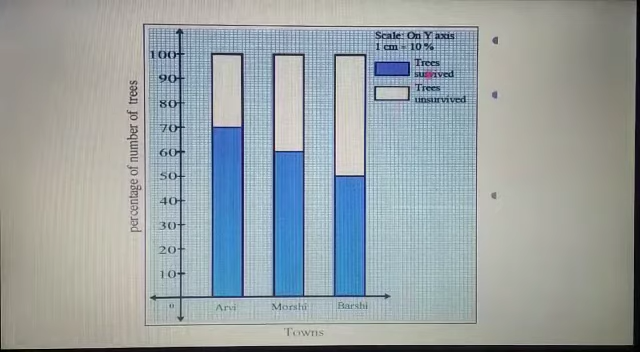 Scale: On Y axis
1 cm = 10 %
Trees
survived
Trees
unsurvived
percentage of number of trees
100
90
80
70
60
50
40
30
20
10
0
Arvi
Morshi
Barshi
Towns